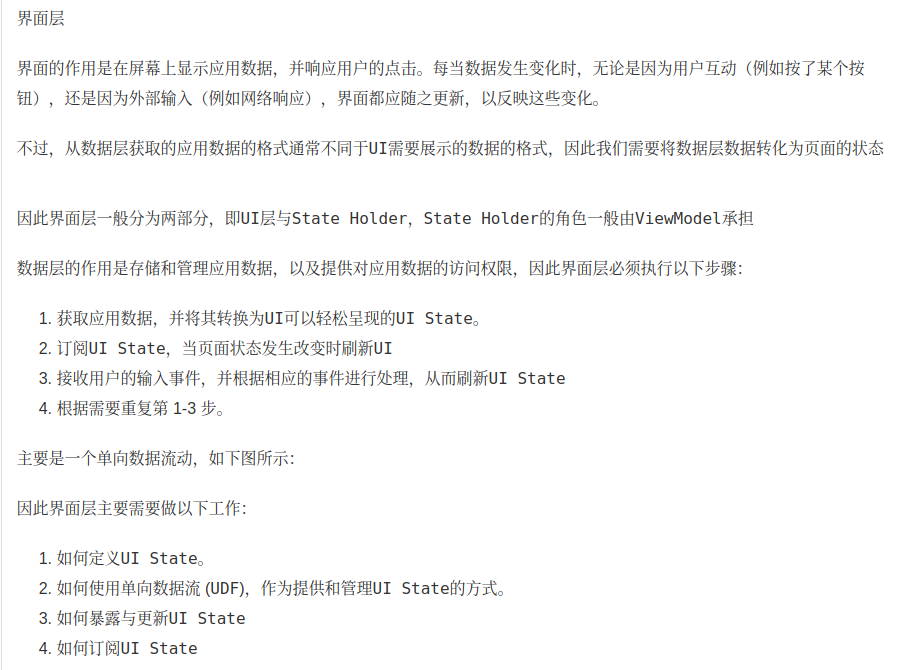 界面层
界面的作用是在屏幕上显示应用数据，并响应用户的点击。每当数据发生变化时，无论是因为用户互动（例如按了某个按
钮），还是因为外部输入（例如网络响应），界面都应随之更新，以反映这些变化。
不过，从数据层获取的应用数据的格式通常不同于UI需要展示的数据的格式，因此我们需要将数据层数据转化为页面的状态
因此界面层一般分为两部分，即UI层与State Holder，State Holder的角色一般由ViewModel承担
数据层的作用是存储和管理应用数据，以及提供对应用数据的访问权限，因此界面层必须执行以下步骤：
1. 获取应用数据，并将其转换为UI可以轻松呈现的UI State。
2. 订阅UI State，当页面状态发生改变时刷新UI
3. 接收用户的输入事件，并根据相应的事件进行处理，从而刷新UI State
4. 根据需要重复第 1-3 步。
主要是一个单向数据流动，如下图所示：
因此界面层主要需要做以下工作：
1. 如何定义UI State。
2. 如何使用单向数据流 (UDF)，作为提供和管理UI State的方式。
3. 如何暴露与更新UI State
4. 如何订阅UI State